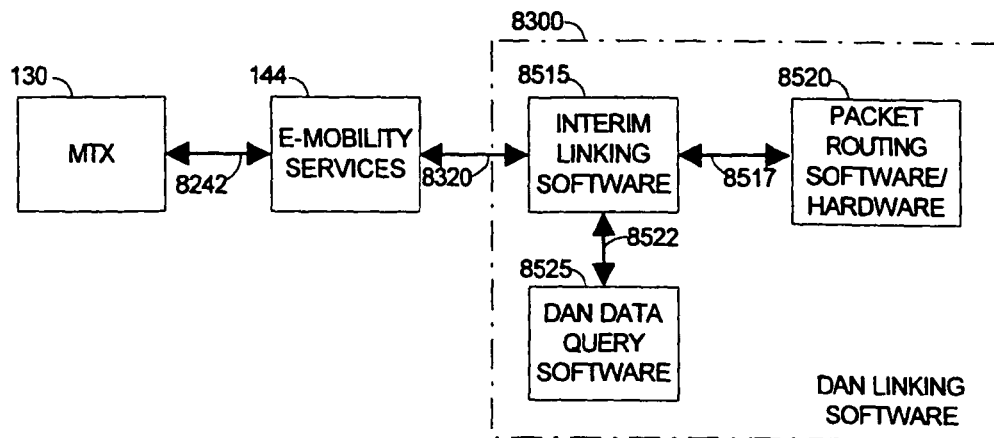 8300
130
144
8515
8520
MTX
E-MOBILITY
SERVICES
INTERIM
LINKING
SOFTWARE
PACKET
ROUTING
SOFTWARE/
HARDWARE
8242
8320
8517
8522
8525
DAN DATA
QUERY
SOFTWARE
DAN LINKING
SOFTWARE